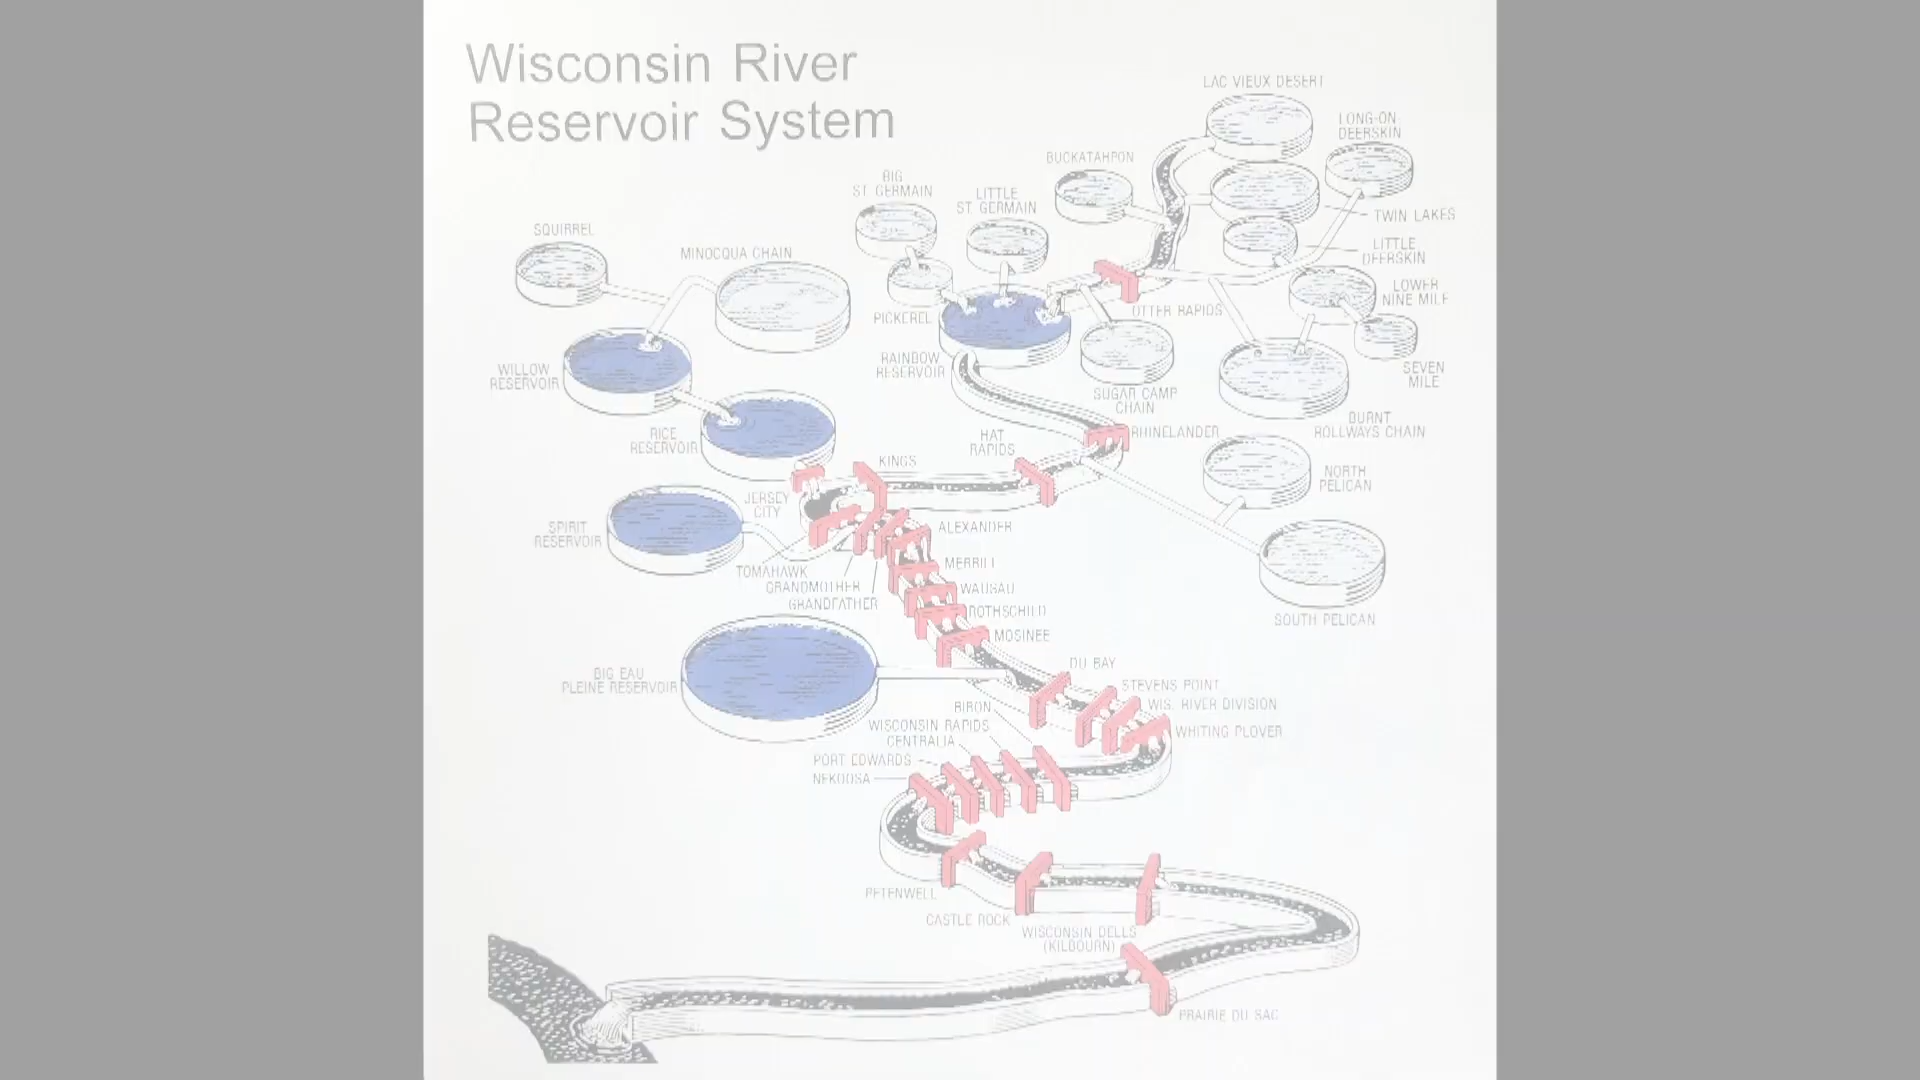 Wisconsin River
Reservoir System
LAC VIEUX DESERT
LONG-ON
DEERSKIN
BUCKATAHPON
BIG
ST. GERMAIN
LITTLE
ST. GERMAIN
TWIN LAKES
SQUIRREL
LITTLE
DEERSKIN
MINOCQUA CHAIN
LOWER
NINE MILE
PICKEREL
OTTER RAPIDS
WILLOW
RESERVOIR
RAINBOW
RESERVOIR
SEVEN
MILE
SUGAR CAMP
CHAIN
BURNT
ROLLWAYS CHAIN
RICE
RESERVOIR
HAT
RAPIDS
RHINELANDER
KINGS
NORTH
PELICAN
JERSEY
CITY
SPIRIT
RESERVOIR
ALEXANDER
MERRILL
TOMAHAWK
GRANDMOTHER
GRANDFATHER
WAUSAU
ROTHSCHILD
SOUTH PELICAN
MOSINEE
BIG EAU
PLEINE RESERVOIR
DU BAY
STEVENS POINT
WIS. RIVER DIVISION
WHITING PLOVER
BIRON
WISCONSIN RAPIDS
CENTRALIA
PORT EDWARDS
NEKOOSA
PETENWELL
CASTLE ROCK
WISCONSIN DELLS
(KILBOURN)
PRAIRIE DU SAC